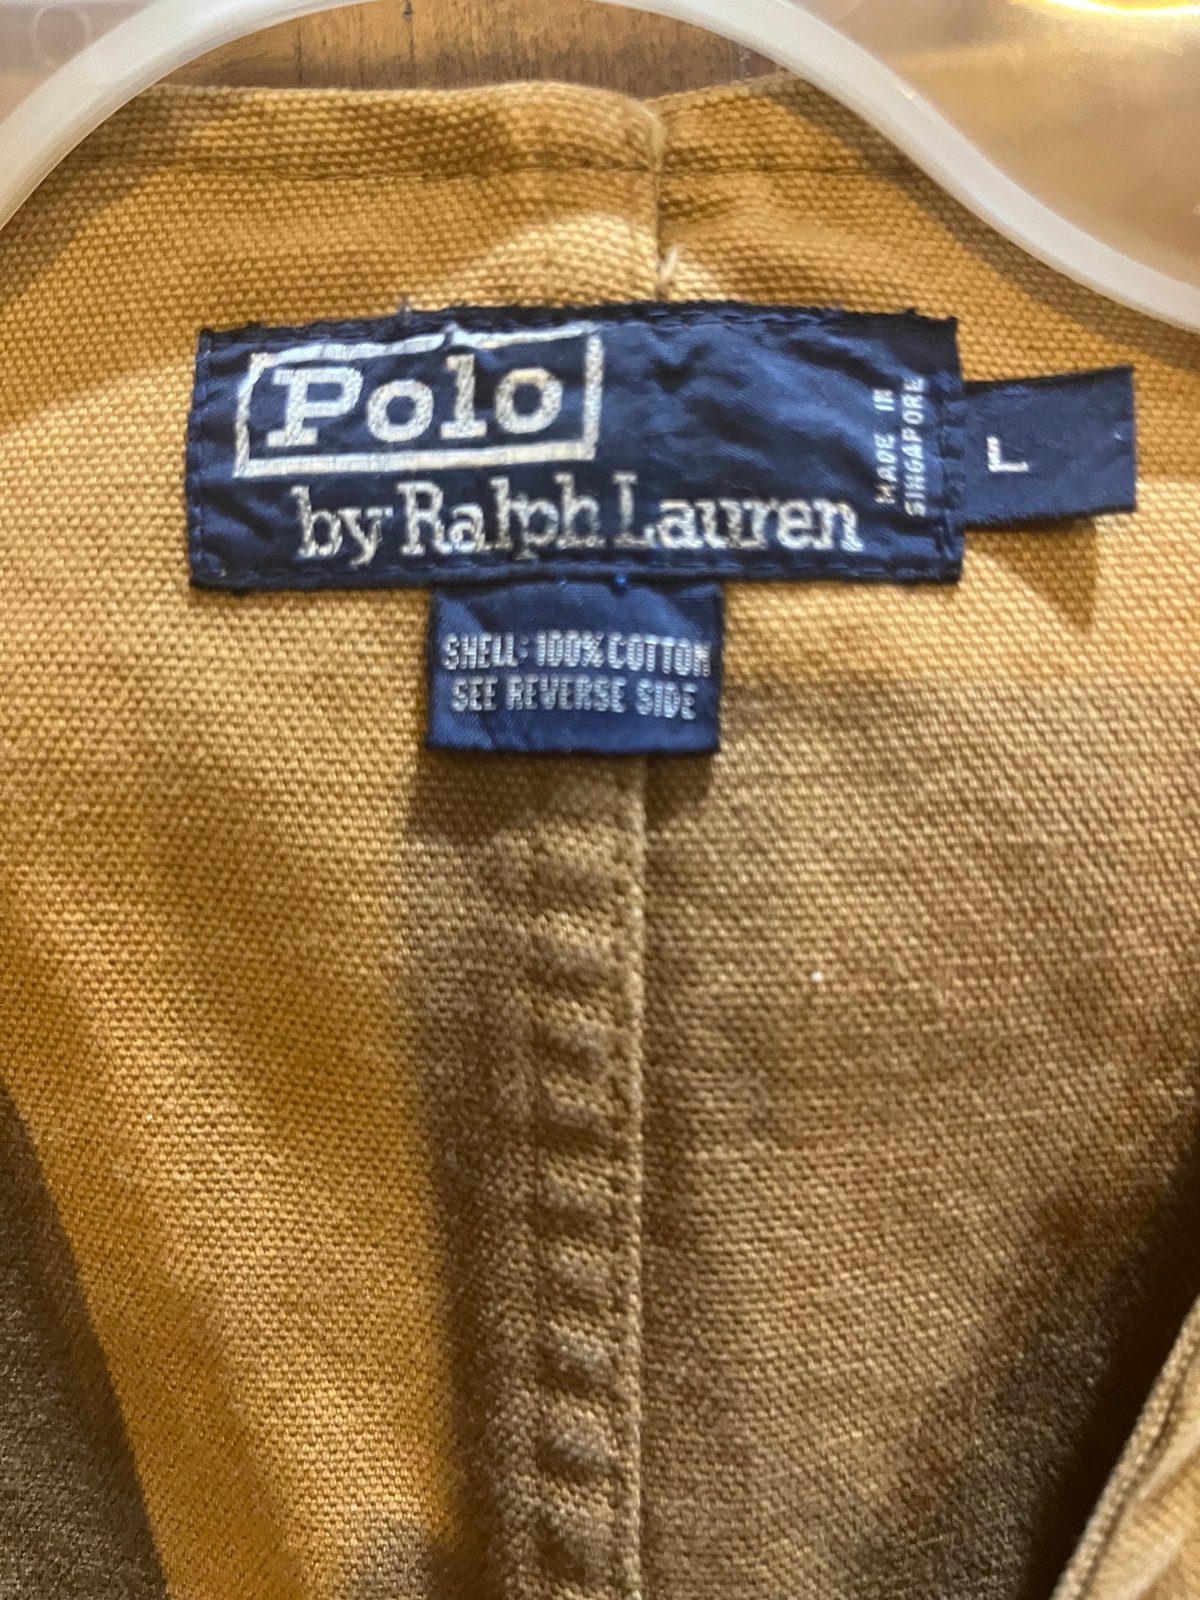 Polo
by Ralph Lauren
MADE IN
SINGAPORE
L
SHELL: 100% COTTON
SEE REVERSE SIDE